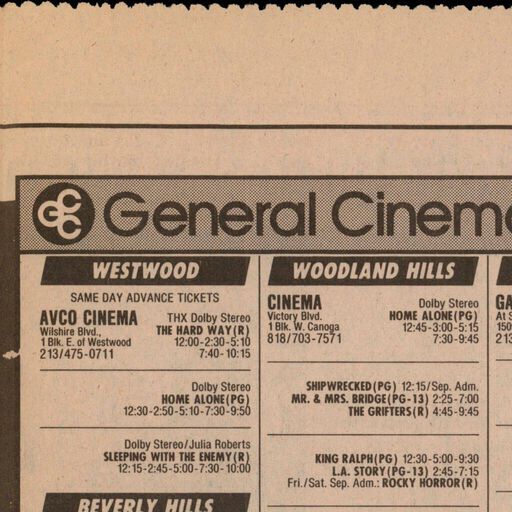 GCC General Cinem
WESTWOOD
SAME DAY ADVANCE TICKETS
AVCO CINEMA THX Dolby Stereo
Wilshire Blvd., THE HARD WAY(R)
1 Blk. E. of Westwood 12:00-2:30-5:10
213/475-0711 7:40-10:15
Dolby Stereo
HOME ALONE(PG)
12:30-2:50-5:10-7:30-9:50
Dolby Stereo/Julia Roberts
SLEEPING WITH THE ENEMY(R)
12:15-2:45-5:00-7:30-10:00
BEVERLY HILLS
WOODLAND HILLS
CINEMA Dolby Stereo
Victory Blvd. HOME ALONE(PG)
1 Blk. W. Canoga 12:45-3:00-5:15
818/703-7571 7:30-9:45
SHIPWRECKED(PG) 12:15/Sep. Adm.
MR. & MRS. BRIDGE(PG-13) 2:25-7:00
THE GRIFTERS(R) 4:45-9:45
KING RALPH(PG) 12:30-5:00-9:30
L.A. STORY(PG-13) 2:45-7:15
Fri./Sat. Sep. Adm.: ROCKY HORROR(R)
GA
At S
150
213